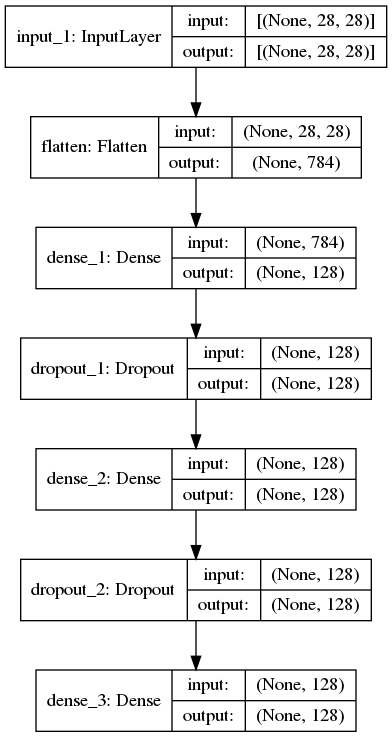 input_1: InputLayer
input: [(None, 28, 28)]
output: [(None, 28, 28)]
flatten: Flatten
input: (None, 28, 28)
output: (None, 784)
dense_1: Dense
input: (None, 784)
output: (None, 128)
dropout_1: Dropout
input: (None, 128)
output: (None, 128)
dense_2: Dense
input: (None, 128)
output: (None, 128)
dropout_2: Dropout
input: (None, 128)
output: (None, 128)
dense_3: Dense
input: (None, 128)
output: (None, 128)